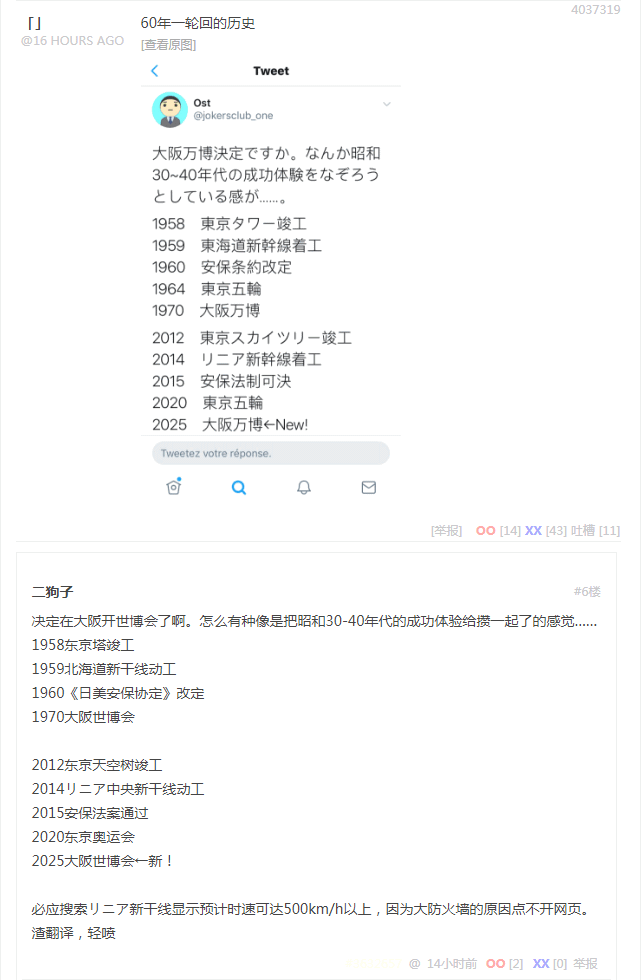 「」
60年一轮回的历史
4037319
@16 HOURS AGO
[查看原图]
Tweet
Ost
@jokersclub_one
大阪万博決定ですか。なんか昭和
30~40年代の成功体験をなぞろう
としている感が......。
1958 東京タワー竣工
1959 東海道新幹線着工
1960 安保条約改定
1964 東京五輪
1970 大阪万博
2012 東京スカイツリー竣工
2014 リニア新幹線着工
2015 安保法制可決
2020 東京五輪
2025 大阪万博←New!
Tweetez votre réponse.
[举报] OO [14] XX [43] 吐槽 [11]
二狗子
#6楼
决定在大阪开世博会了啊。怎么有种像是把昭和30-40年代的成功体验给攒一起了的感觉......
1958东京塔竣工
1959北海道新干线动工
1960《日美安保协定》改定
1970大阪世博会
2012东京天空树竣工
2014リニア中央新干线动工
2015安保法案通过
2020东京奥运会
2025大阪世博会←新！
必应搜索リニア新干线显示预计时速可达500km/h以上，因为大防火墙的原因点不开网页。
渣翻译，轻喷
@ 14小时前 OO [2] XX [0] 举报